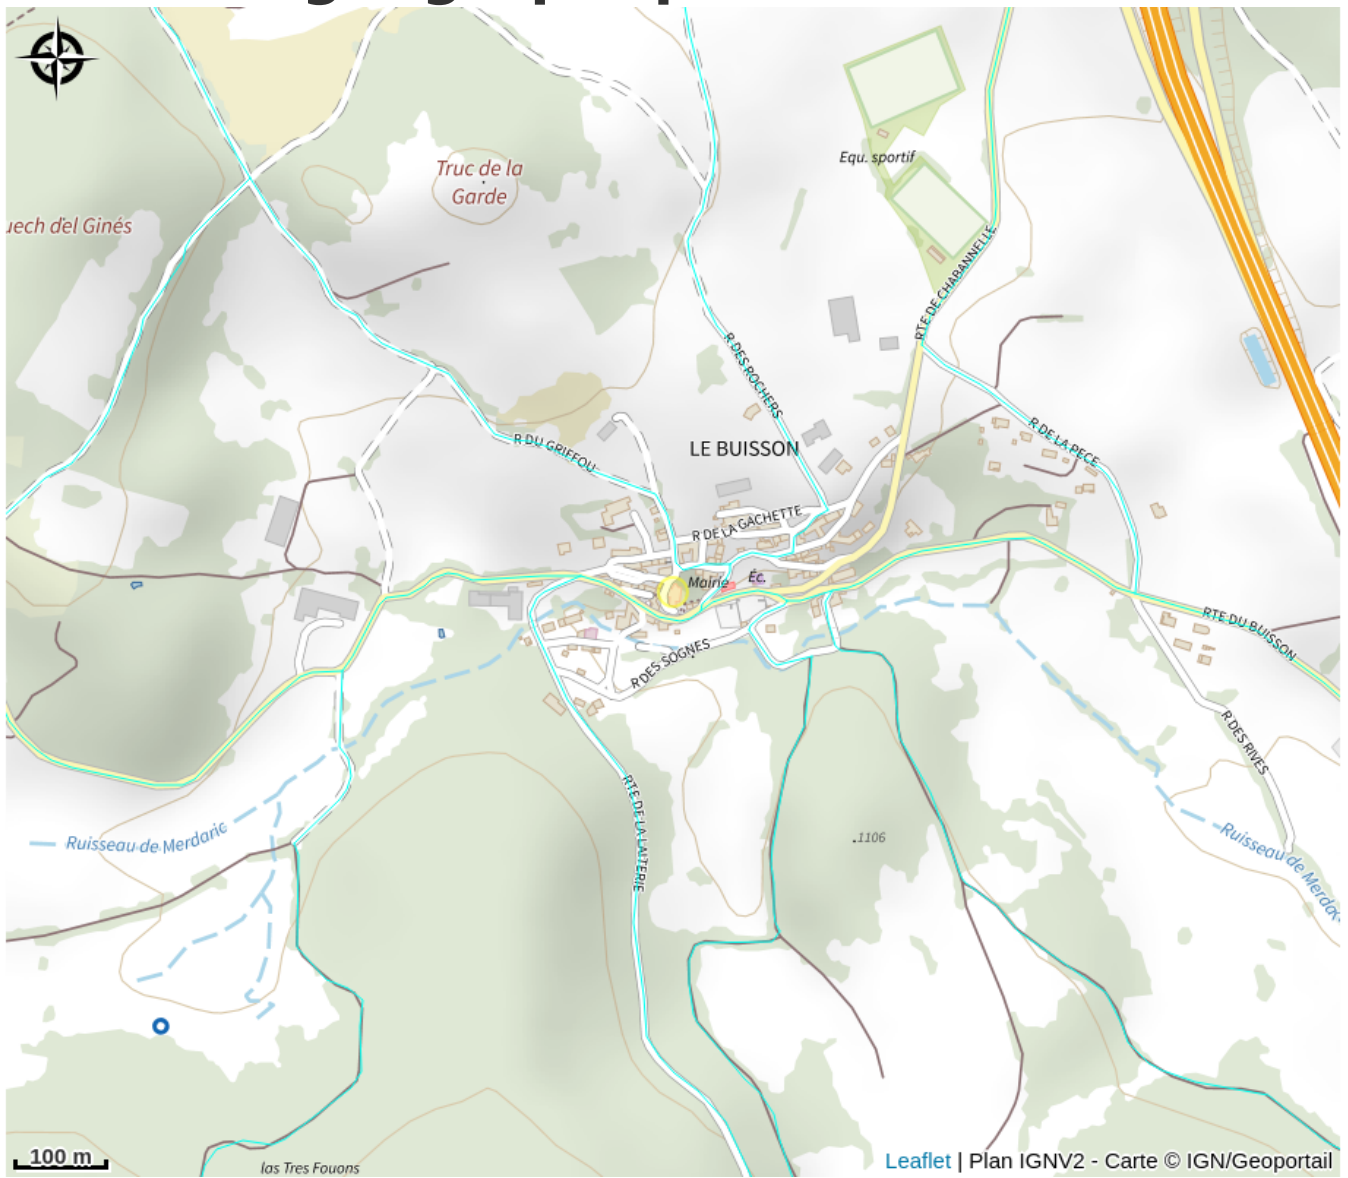 Truc de la
Garde
Equ. sportif
uech del Ginés
RTE DE CHABANNELLE
R DES ROCHERS
R DU GRIFFOU
LE BUISSON
R DE LA PECE
R DE LA GACHETTE
Mairie
Éc.
RTE DU BUISSON
R DES SOGNES
R DES RIVES
RTE DE LA LAITERIE
Ruisseau de Merdaric
.1106
Ruisseau de Merdar
100 m
las Tres Fouons
Leaflet | Plan IGNV2 - Carte © IGN/Geoportail